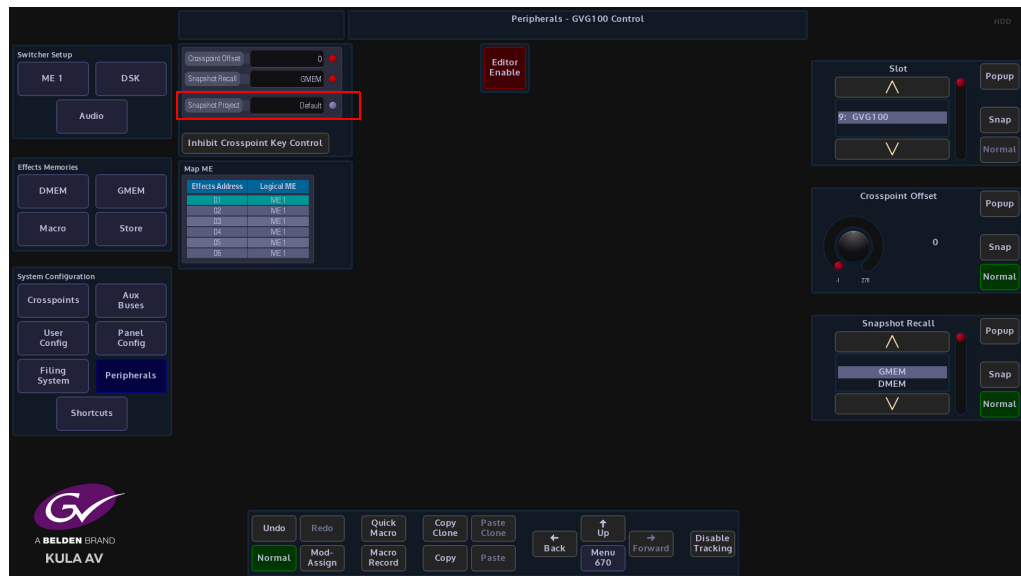 Peripherals - GVG100 Control
HDD
Switcher Setup
ME 1
DSK
Audio
Effects Memories
DMEM
GMEM
Macro
Store
System Configuration
Crosspoints
Aux
Buses
User
Config
Panel
Config
Filing
System
Peripherals
Shortcuts
Crosspoint Offset 0
Snapshot Recall GMEM
Snapshot Project Default
Inhibit Crosspoint Key Control
Map ME
Effects Address Logical ME
01 ME 1
02 ME 1
03 ME 1
04 ME 1
05 ME 1
06 ME 1
Editor
Enable
Slot
9: GVG100
Popup
Snap
Normal
Crosspoint Offset
0
-1 278
Popup
Snap
Normal
Snapshot Recall
GMEM
DMEM
Popup
Snap
Normal
GV
A BELDEN BRAND
KULA AV
Undo
Redo
Normal
Mod-
Assign
Quick
Macro
Macro
Record
Copy
Clone
Paste
Clone
Copy
Paste
Back
Up
Menu
670
Forward
Disable
Tracking